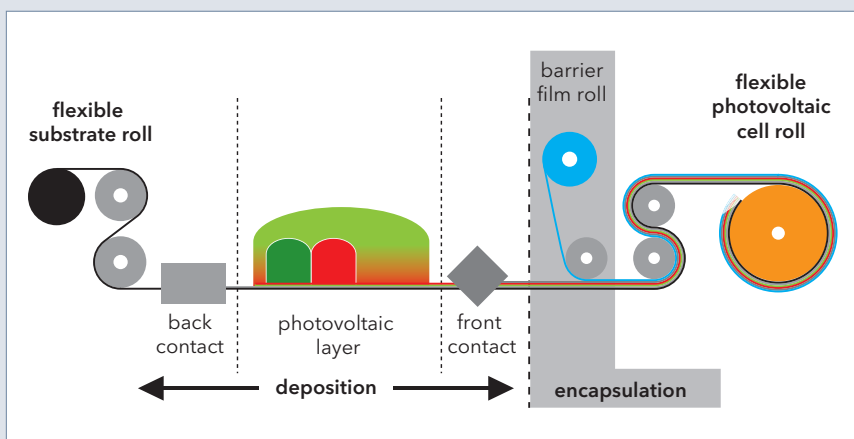 flexible
substrate roll
barrier
film roll
flexible
photovoltaic
cell roll
back
contact
photovoltaic
layer
front
contact
deposition
encapsulation